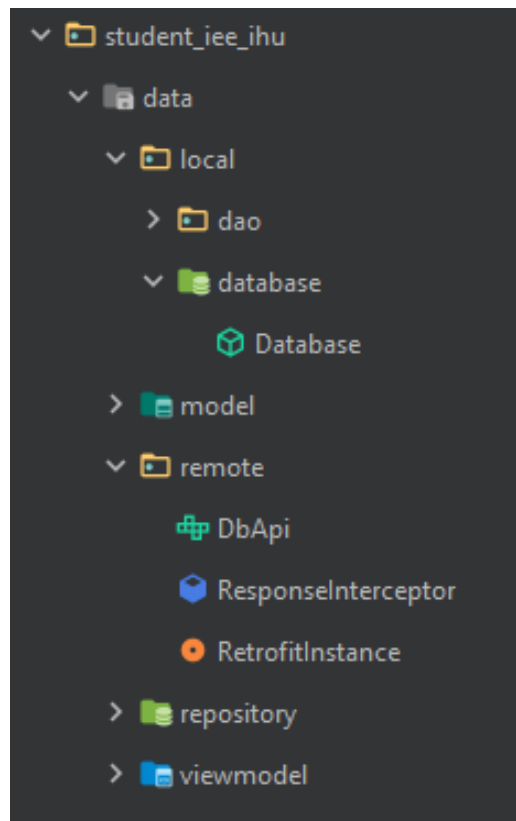 student_iee_ihu
data
local
dao
database
Database
model
remote
DbApi
ResponseInterceptor
RetrofitInstance
repository
viewmodel